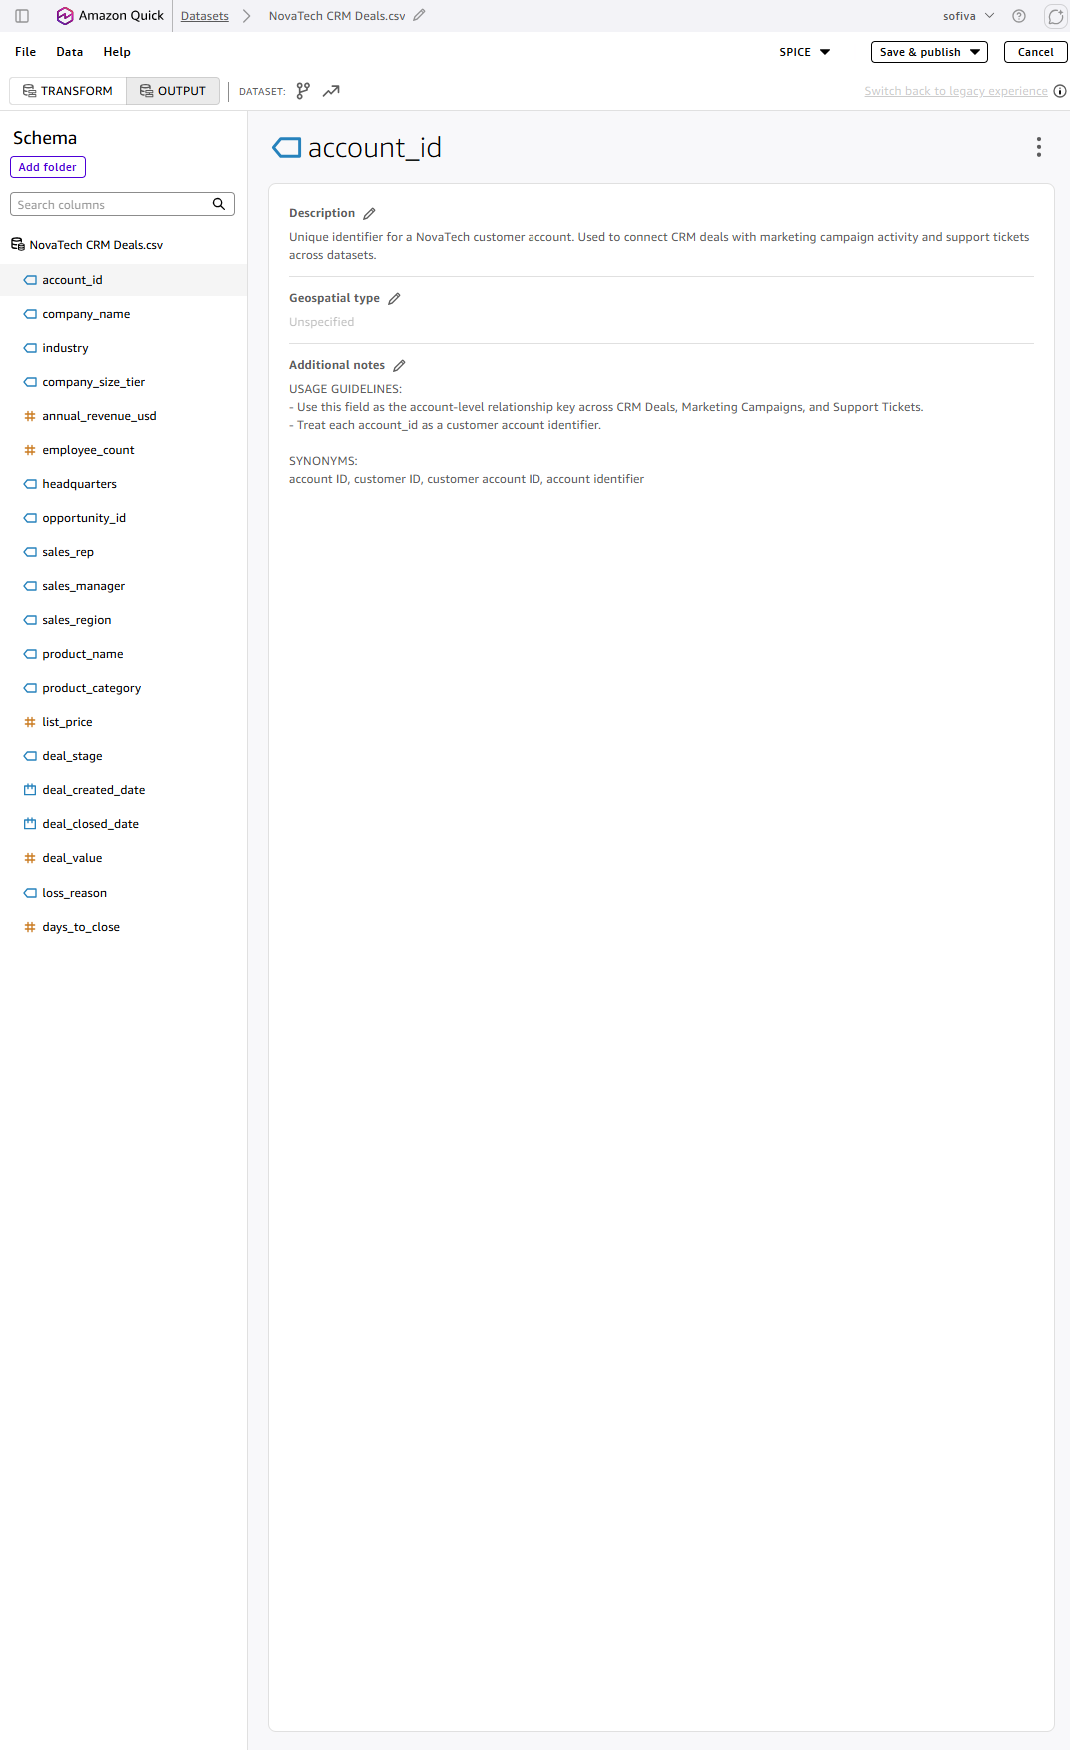 Amazon Quick Datasets NovaTech CRM Deals.csv sofiva
File Data Help SPICE Save & publish Cancel
TRANSFORM OUTPUT DATASET: Switch back to legacy experience
Schema
Add folder
Search columns
NovaTech CRM Deals.csv
account_id
company_name
industry
company_size_tier
annual_revenue_usd
employee_count
headquarters
opportunity_id
sales_rep
sales_manager
sales_region
product_name
product_category
list_price
deal_stage
deal_created_date
deal_closed_date
deal_value
loss_reason
days_to_close
account_id
Description
Unique identifier for a NovaTech customer account. Used to connect CRM deals with marketing campaign activity and support tickets
across datasets.
Geospatial type
Unspecified
Additional notes
USAGE GUIDELINES:
- Use this field as the account-level relationship key across CRM Deals, Marketing Campaigns, and Support Tickets.
- Treat each account_id as a customer account identifier.
SYNONYMS:
account ID, customer ID, customer account ID, account identifier